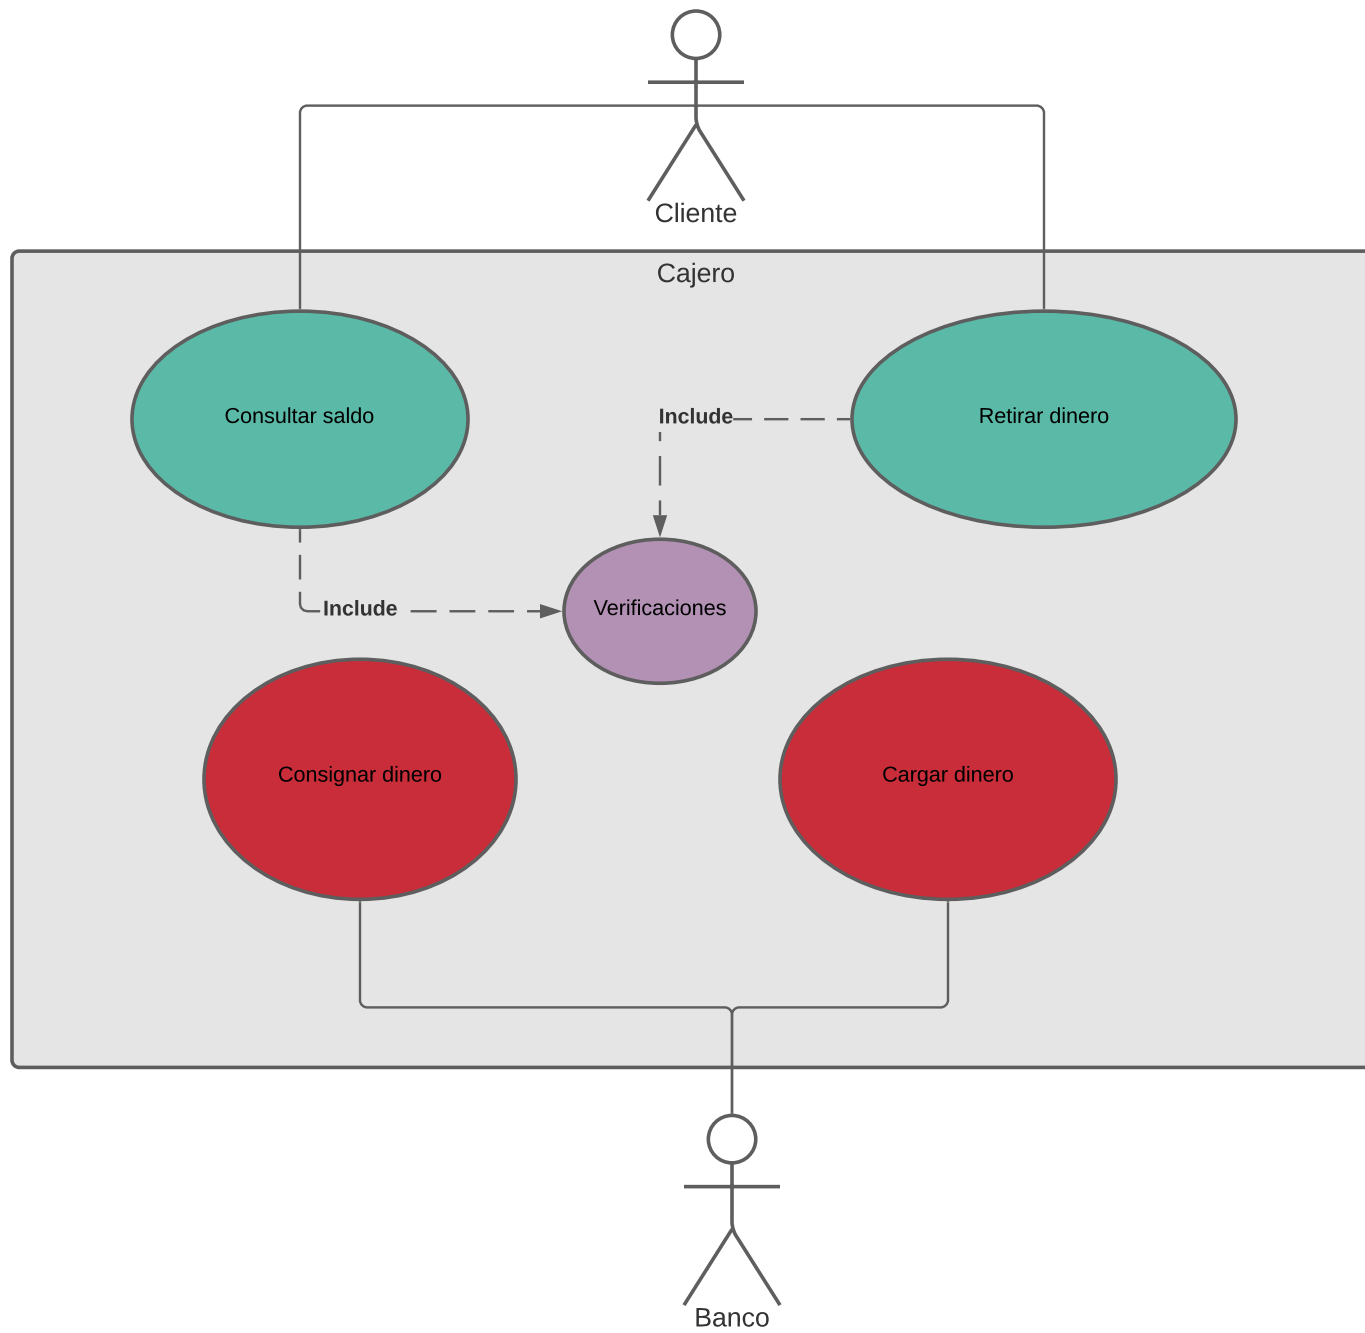 Cliente
Cajero
Consultar saldo
Include
Retirar dinero
Include
Verificaciones
Consignar dinero
Cargar dinero
Banco